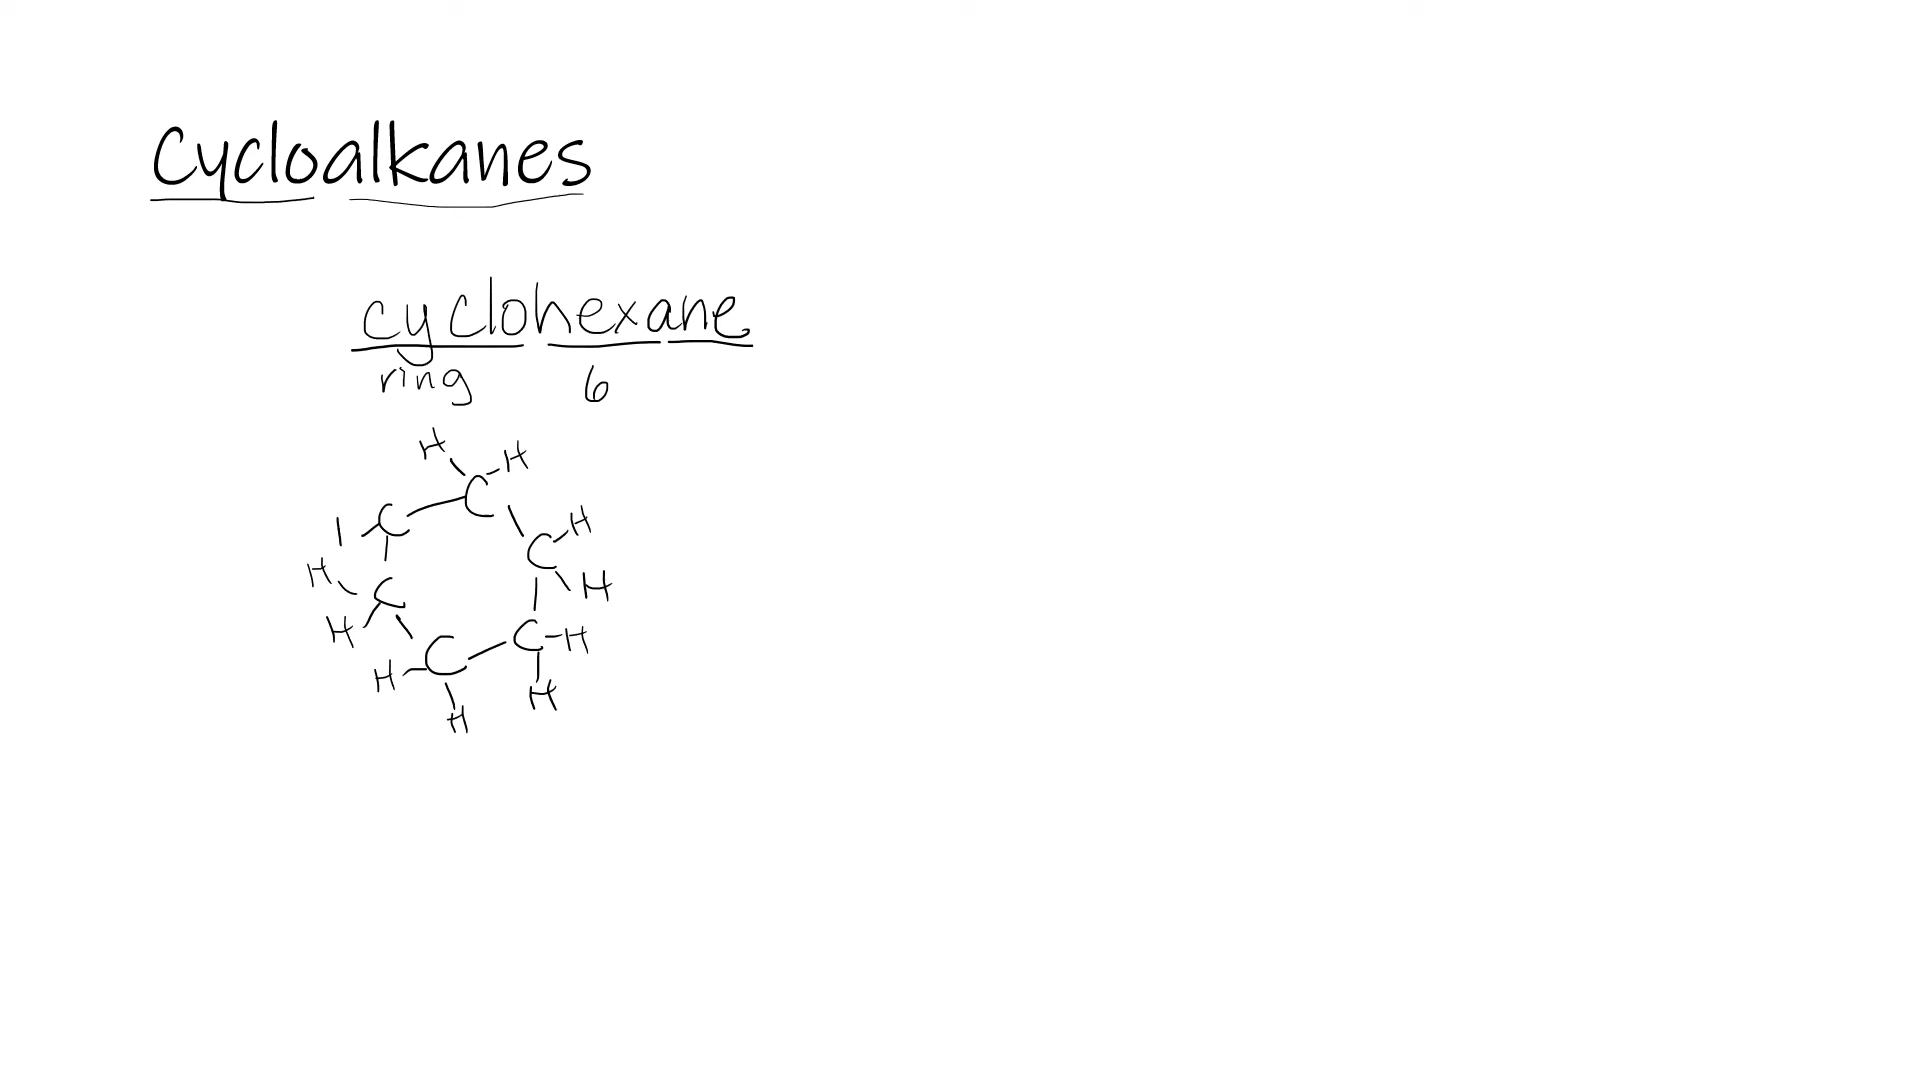 Cycloalkanes
cyclohexane
ring 6
H H
C C
H
C
H
H C
H
C H
H C
H
H